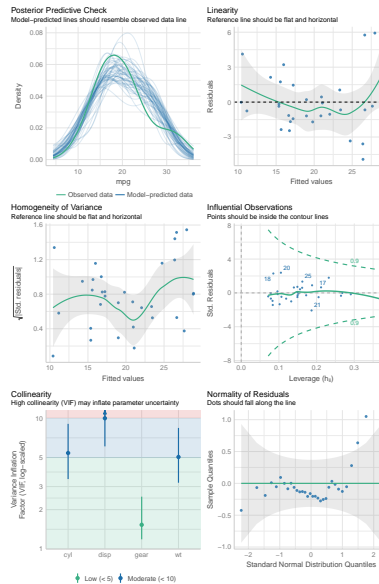 Posterior Predictive Check
Model−predicted lines should resemble observed data line
Density
0.08
0.06
0.04
0.02
0.00
10
20
30
mpg
Observed data
Model−predicted data
Linearity
Reference line should be flat and horizontal
Residuals
6
3
0
−3
10
15
20
25
Fitted values
Homogeneity of Variance
Reference line should be flat and horizontal
√|Std. residuals|
1.6
1.2
0.8
0.4
10
15
20
25
Fitted values
Influential Observations
Points should be inside the contour lines
Std. Residuals
8
4
0
−4
−8
0.9
18
20
25
17
21
0.9
0.0
0.1
0.2
0.3
Leverage (hᵢᵢ)
Collinearity
High collinearity (VIF) may inflate parameter uncertainty
Variance Inflation
Factor (VIF, log−scaled)
10
5
3
2
1
cyl
disp
gear
wt
Low (< 5)
Moderate (< 10)
Normality of Residuals
Dots should fall along the line
Sample Quantiles
1.0
0.5
0.0
−0.5
−1.0
−2
−1
0
1
2
Standard Normal Distribution Quantiles